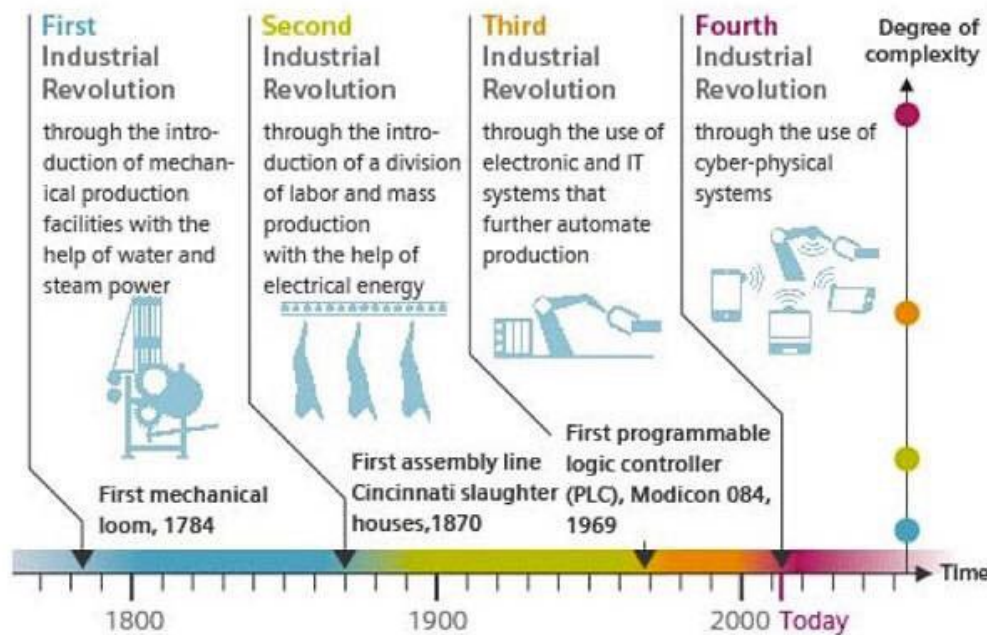 First
Industrial
Revolution
through the intro-
duction of mechan-
ical production
facilities with the
help of water and
steam power
First mechanical
loom, 1784
Second
Industrial
Revolution
through the intro-
duction of a division
of labor and mass
production
with the help of
electrical energy
First assembly line
Cincinnati slaughter
houses,1870
Third
Industrial
Revolution
through the use of
electronic and IT
systems that
further automate
production
First programmable
logic controller
(PLC), Modicon 084,
1969
Fourth
Industrial
Revolution
through the use of
cyber-physical
systems
Degree of
complexity
Time
1800
1900
2000
Today